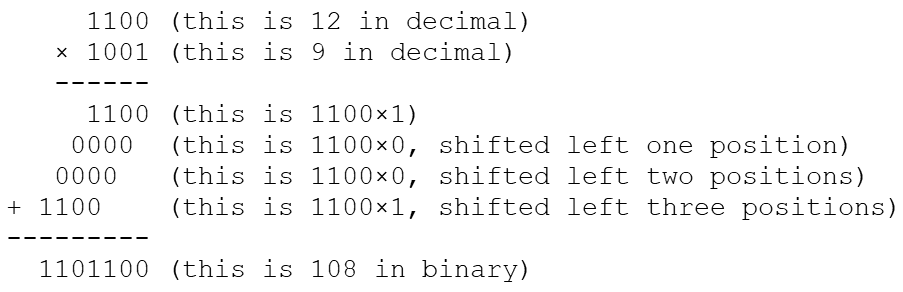 1100 (this is 12 in decimal)
× 1001 (this is 9 in decimal)
------
1100 (this is 1100×1)
0000 (this is 1100×0, shifted left one position)
0000 (this is 1100×0, shifted left two positions)
+ 1100 (this is 1100×1, shifted left three positions)
---------
1101100 (this is 108 in binary)